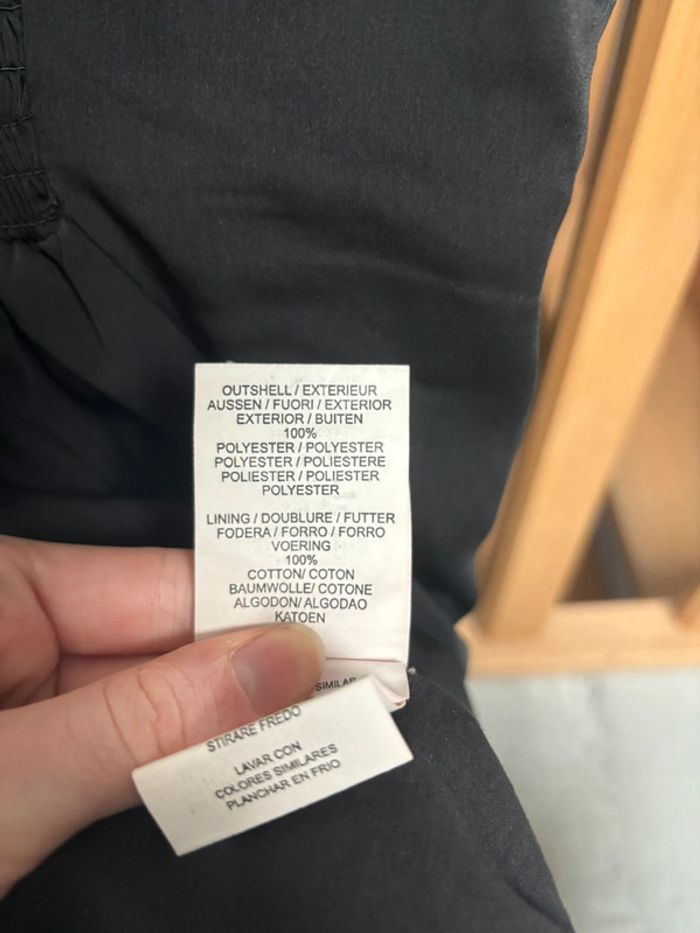 OUTSHELL / EXTERIEUR
AUSSEN / FUORI / EXTERIOR
EXTERIOR / BUITEN
100%
POLYESTER / POLYESTER
POLYESTER / POLIESTERE
POLIESTER / POLIESTER
POLYESTER
LINING / DOUBLURE / FUTTER
FODERA / FORRO / FORRO
VOERING
100%
COTTON/ COTON
BAUMWOLLE/ COTONE
ALGODON/ ALGODAO
KATOEN
SIMILAR
STIRARE FREDO
LAVAR CON
COLORES SIMILARES
PLANCHAR EN FRIO